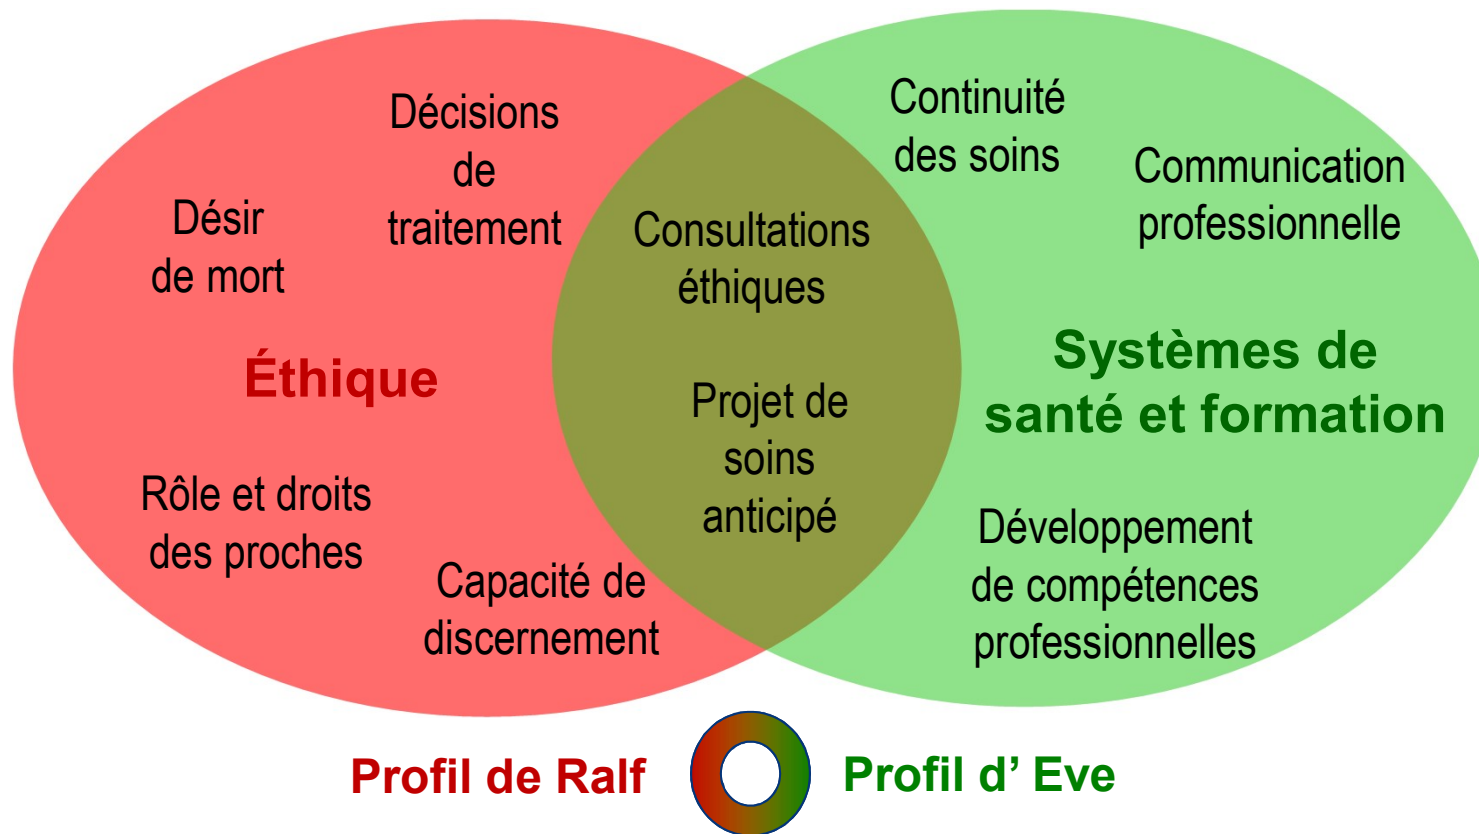 Décisions
de
traitement
Désir
de mort
Éthique
Rôle et droits
des proches
Capacité de
discernement
Consultations
éthiques
Projet de
soins
anticipé
Continuité
des soins
Communication
professionnelle
Systèmes de
santé et formation
Développement
de compétences
professionnelles
Profil de Ralf
Profil d’ Eve